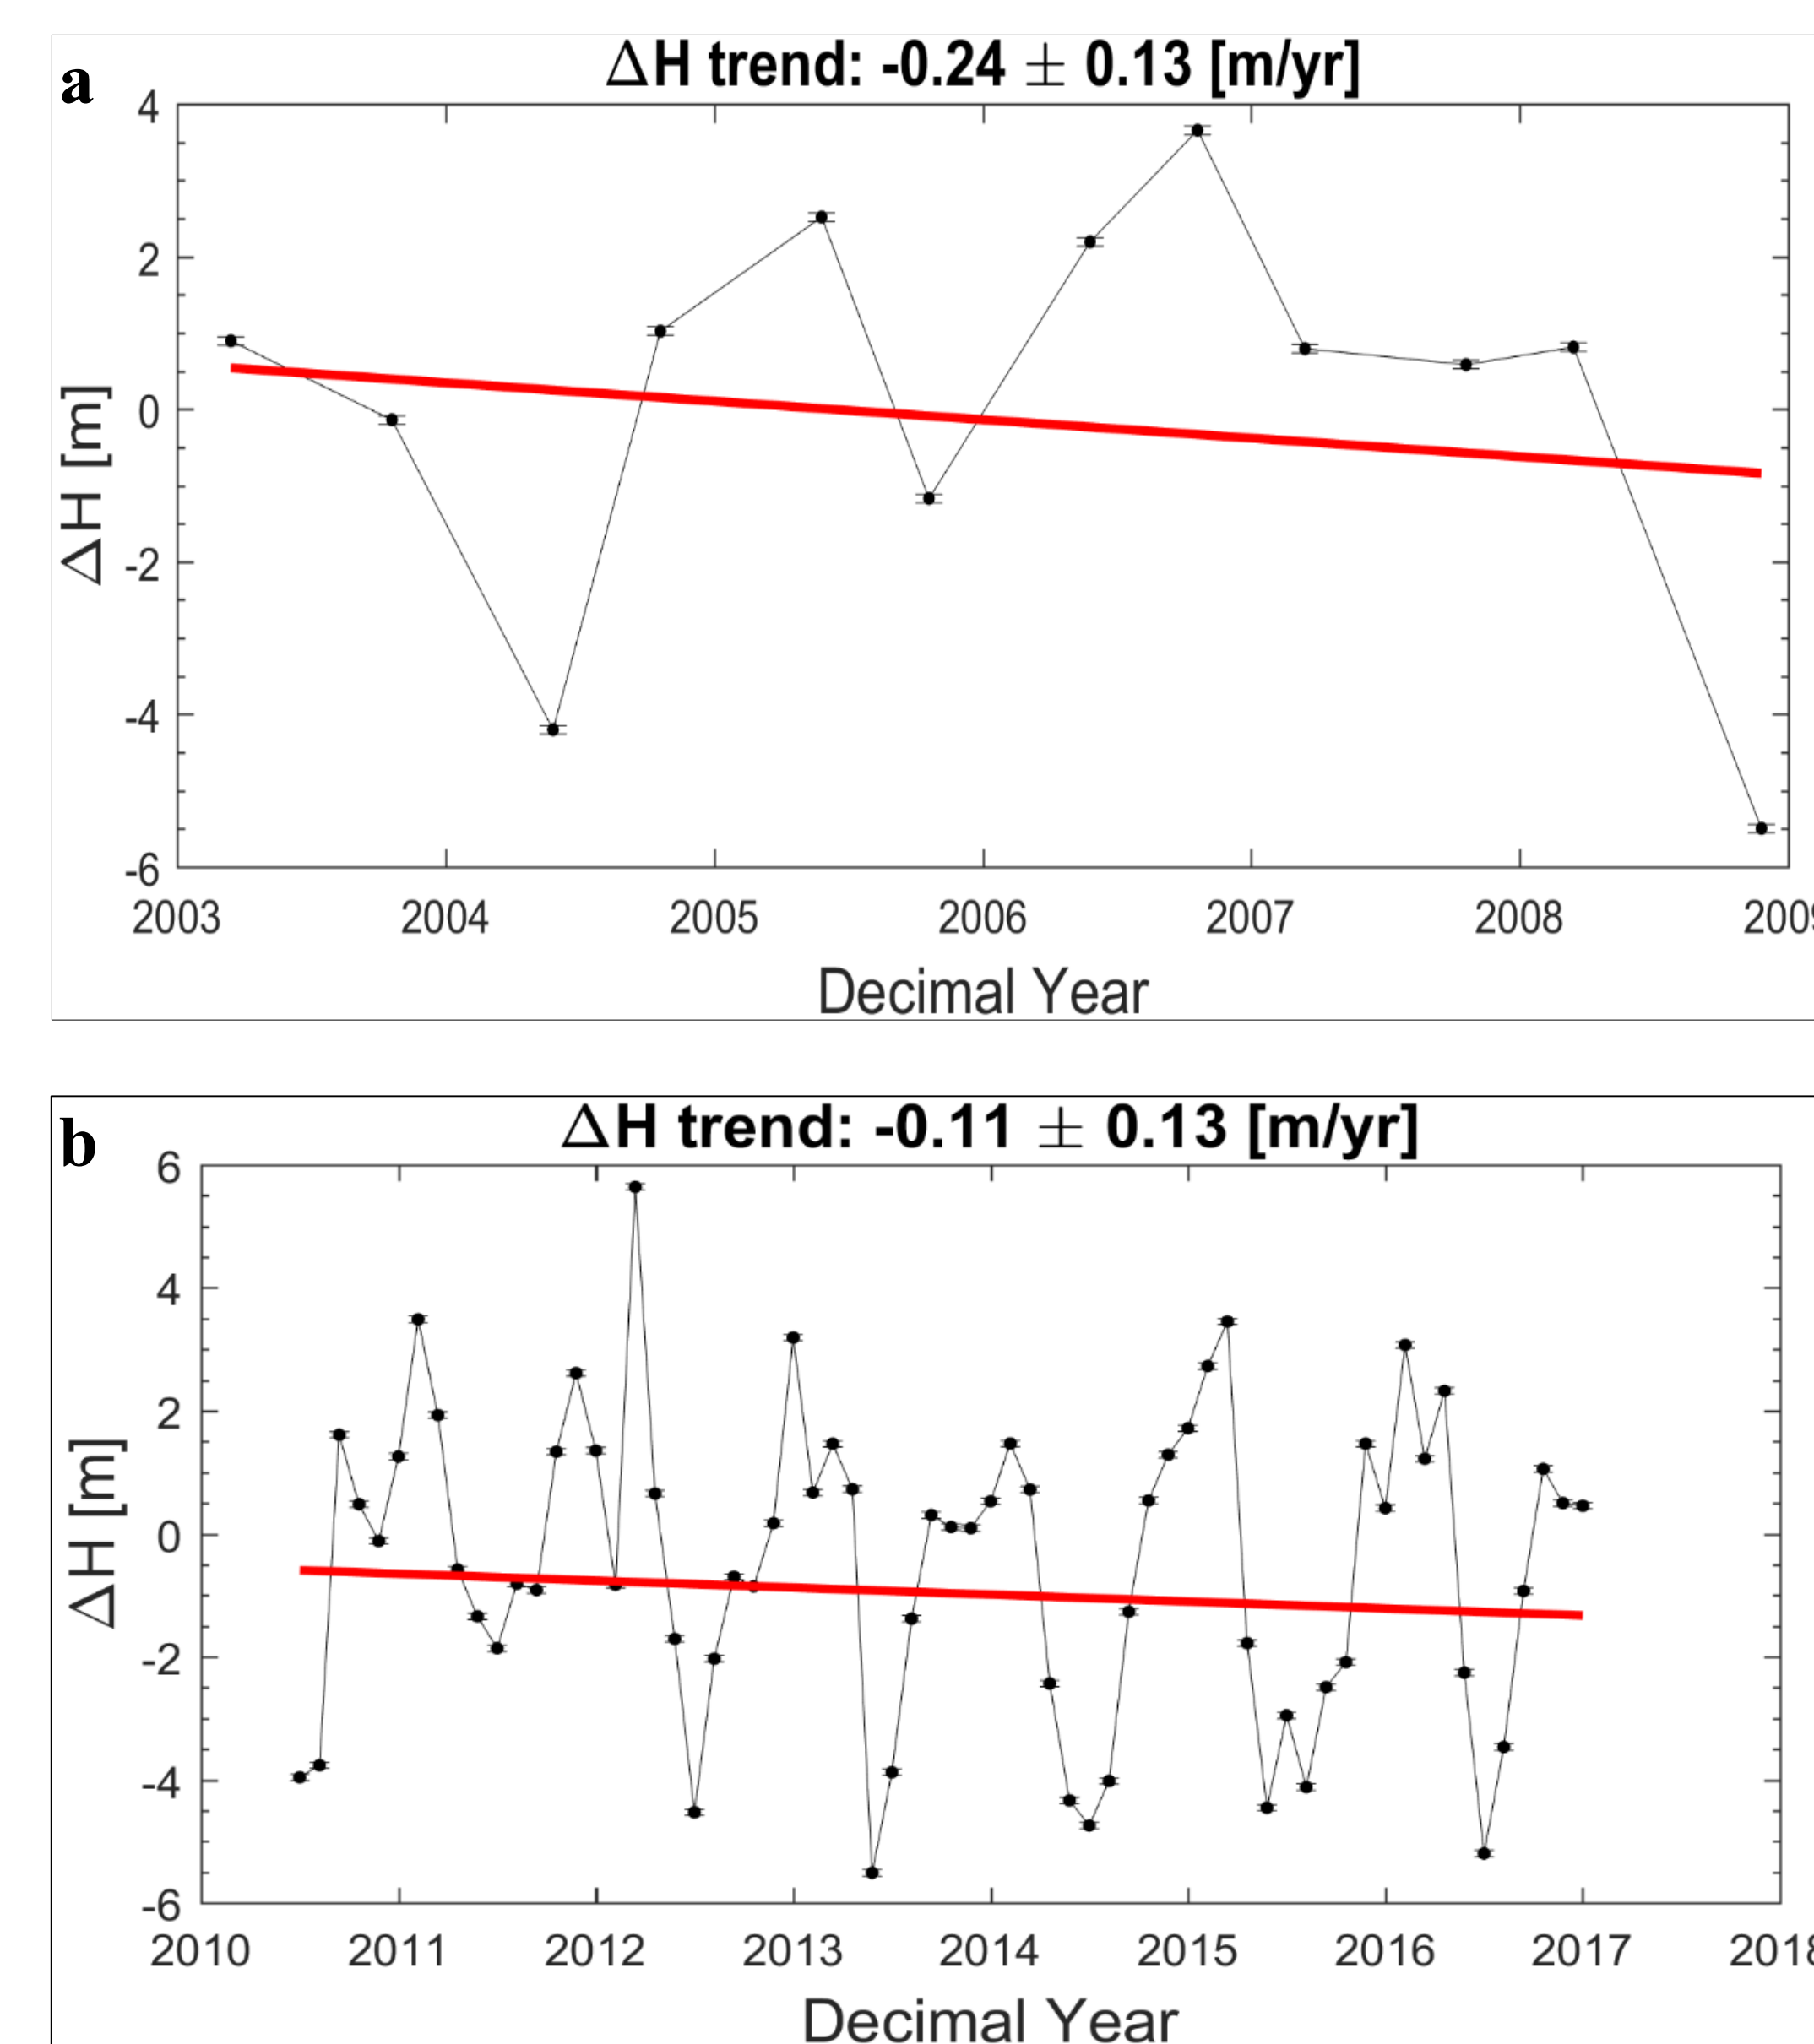 a
ΔH trend: -0.24 ± 0.13 [m/yr]
4
2
0
-2
-4
-6
ΔH [m]
2003 2004 2005 2006 2007 2008
Decimal Year
b
ΔH trend: -0.11 ± 0.13 [m/yr]
6
4
2
0
-2
-4
-6
ΔH [m]
2010 2011 2012 2013 2014 2015 2016 2017
Decimal Year